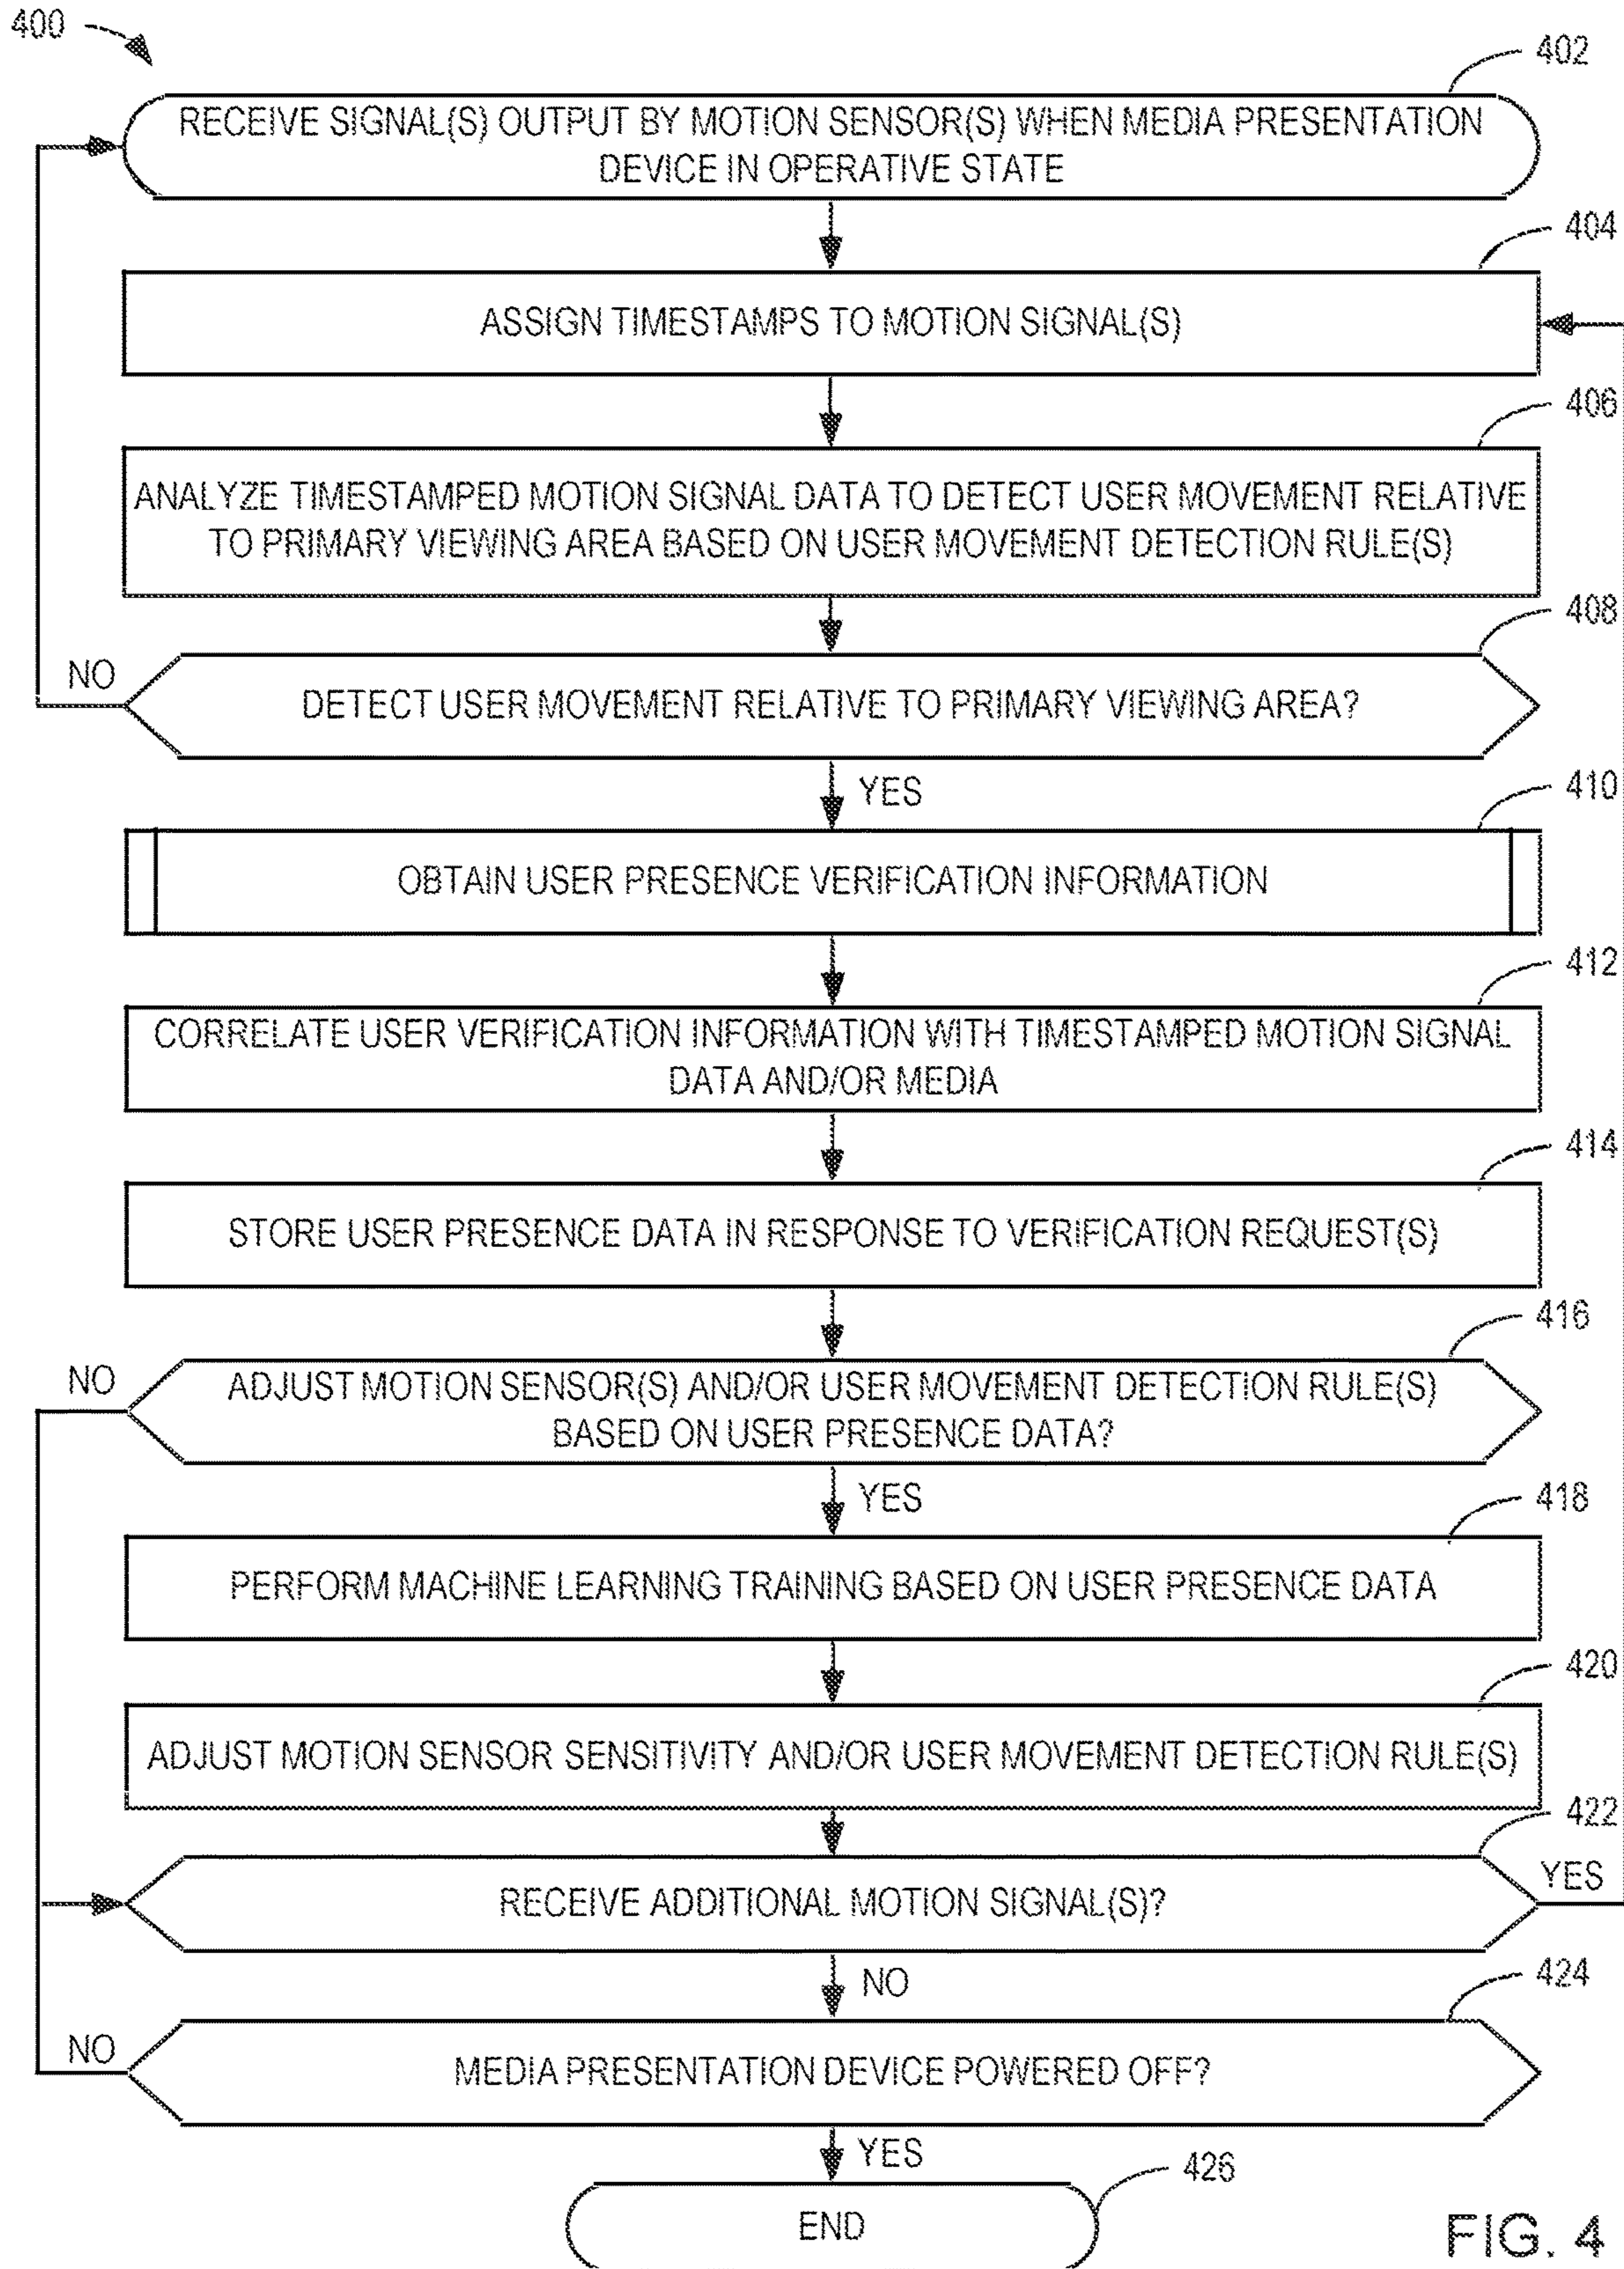 400
402
RECEIVE SIGNAL(S) OUTPUT BY MOTION SENSOR(S) WHEN MEDIA PRESENTATION
DEVICE IN OPERATIVE STATE
404
ASSIGN TIMESTAMPS TO MOTION SIGNAL(S)
406
ANALYZE TIMESTAMPED MOTION SIGNAL DATA TO DETECT USER MOVEMENT RELATIVE
TO PRIMARY VIEWING AREA BASED ON USER MOVEMENT DETECTION RULE(S)
408
NO
DETECT USER MOVEMENT RELATIVE TO PRIMARY VIEWING AREA?
YES
410
OBTAIN USER PRESENCE VERIFICATION INFORMATION
412
CORRELATE USER VERIFICATION INFORMATION WITH TIMESTAMPED MOTION SIGNAL
DATA AND/OR MEDIA
414
STORE USER PRESENCE DATA IN RESPONSE TO VERIFICATION REQUEST(S)
416
NO
ADJUST MOTION SENSOR(S) AND/OR USER MOVEMENT DETECTION RULE(S)
BASED ON USER PRESENCE DATA?
YES
418
PERFORM MACHINE LEARNING TRAINING BASED ON USER PRESENCE DATA
420
ADJUST MOTION SENSOR SENSITIVITY AND/OR USER MOVEMENT DETECTION RULE(S)
422
YES
RECEIVE ADDITIONAL MOTION SIGNAL(S)?
NO
424
NO
MEDIA PRESENTATION DEVICE POWERED OFF?
YES
426
END
FIG. 4